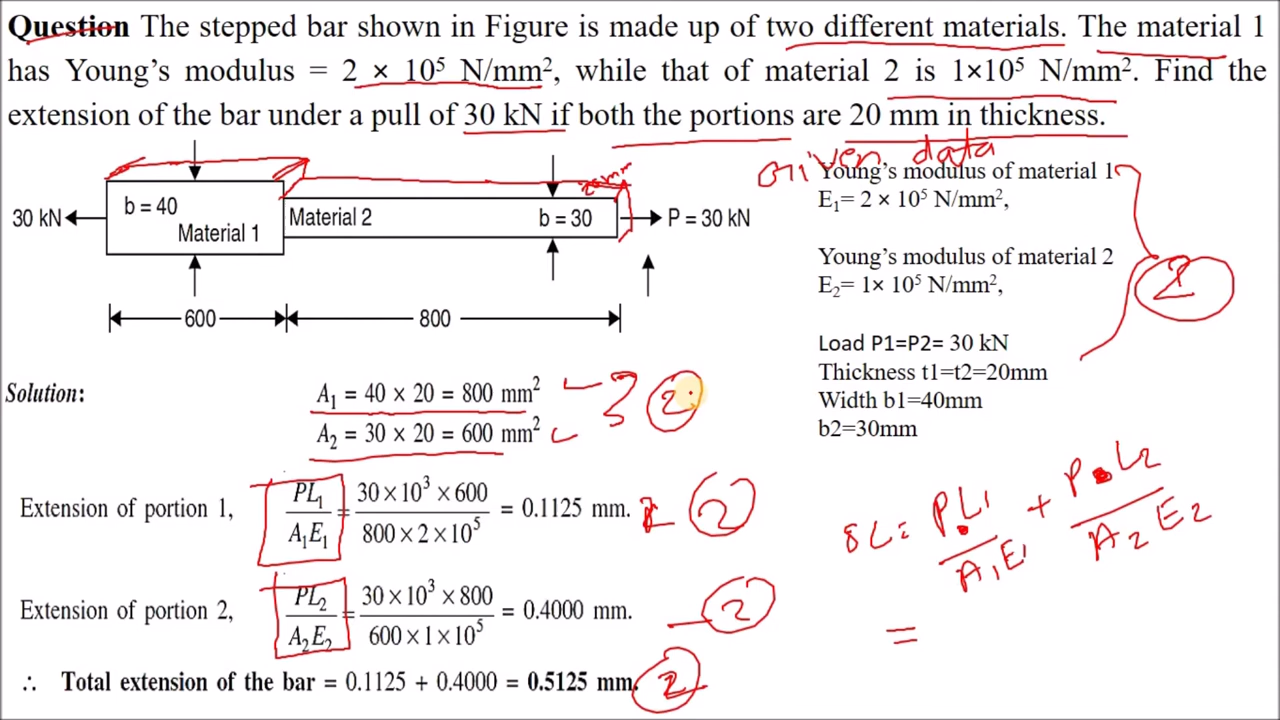 Question The stepped bar shown in Figure is made up of two different materials. The material 1
has Young's modulus = 2 × 10⁵ N/mm², while that of material 2 is 1×10⁵ N/mm². Find the
extension of the bar under a pull of 30 kN if both the portions are 20 mm in thickness.
Given data
20mm
30 kN
b = 40
Material 1
Material 2
b = 30
P = 30 kN
600
800
Young's modulus of material 1
E₁= 2 × 10⁵ N/mm²,
Young's modulus of material 2
E₂= 1× 10⁵ N/mm²,
2
Load P1=P2= 30 kN
Thickness t1=t2=20mm
Width b1=40mm
b2=30mm
Solution:
A₁ = 40 × 20 = 800 mm²
A₂ = 30 × 20 = 600 mm²
2
Extension of portion 1, PL₁/A₁E₁ = 30×10³×600/800×2×10⁵ = 0.1125 mm.
2
Extension of portion 2, PL₂/A₂E₂ = 30×10³×800/600×1×10⁵ = 0.4000 mm.
2
∴ Total extension of the bar = 0.1125 + 0.4000 = 0.5125 mm.
2
δL= P.L₁/A₁E₁ + P.L₂/A₂E₂
=